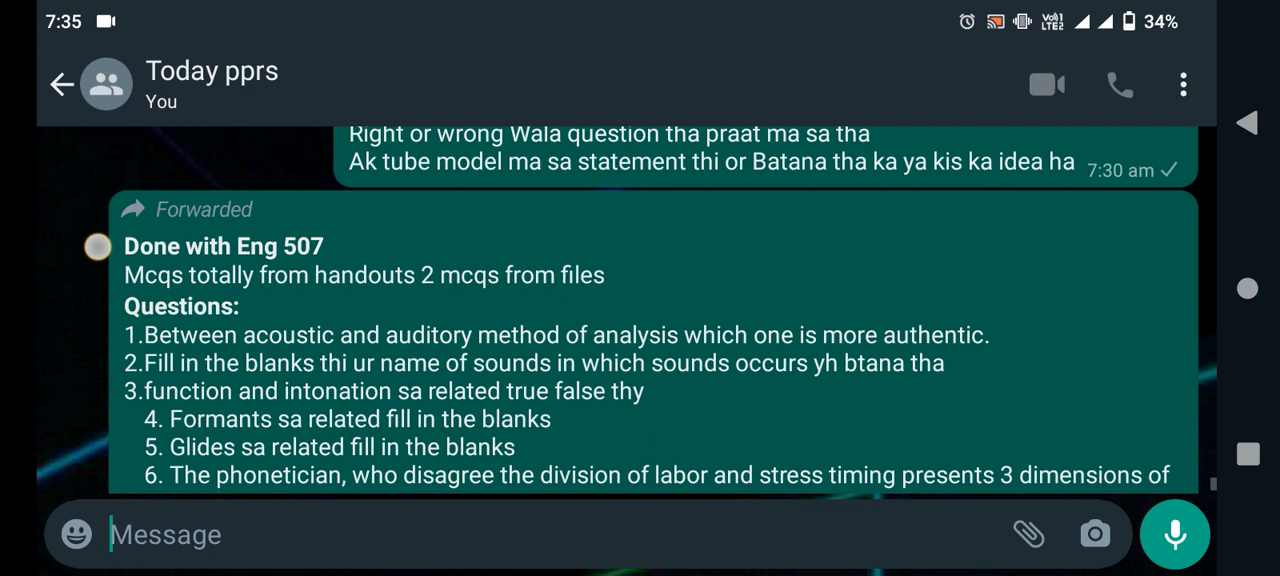 7:35
Vo)) 1
LTE2
34%
Today pprs
You
Right or wrong Wala question tha praat ma sa tha
Ak tube model ma sa statement thi or Batana tha ka ya kis ka idea ha
7:30 am
Forwarded
Done with Eng 507
Mcqs totally from handouts 2 mcqs from files
Questions:
1.Between acoustic and auditory method of analysis which one is more authentic.
2.Fill in the blanks thi ur name of sounds in which sounds occurs yh btana tha
3.function and intonation sa related true false thy
4. Formants sa related fill in the blanks
5. Glides sa related fill in the blanks
6. The phonetician, who disagree the division of labor and stress timing presents 3 dimensions of
Message